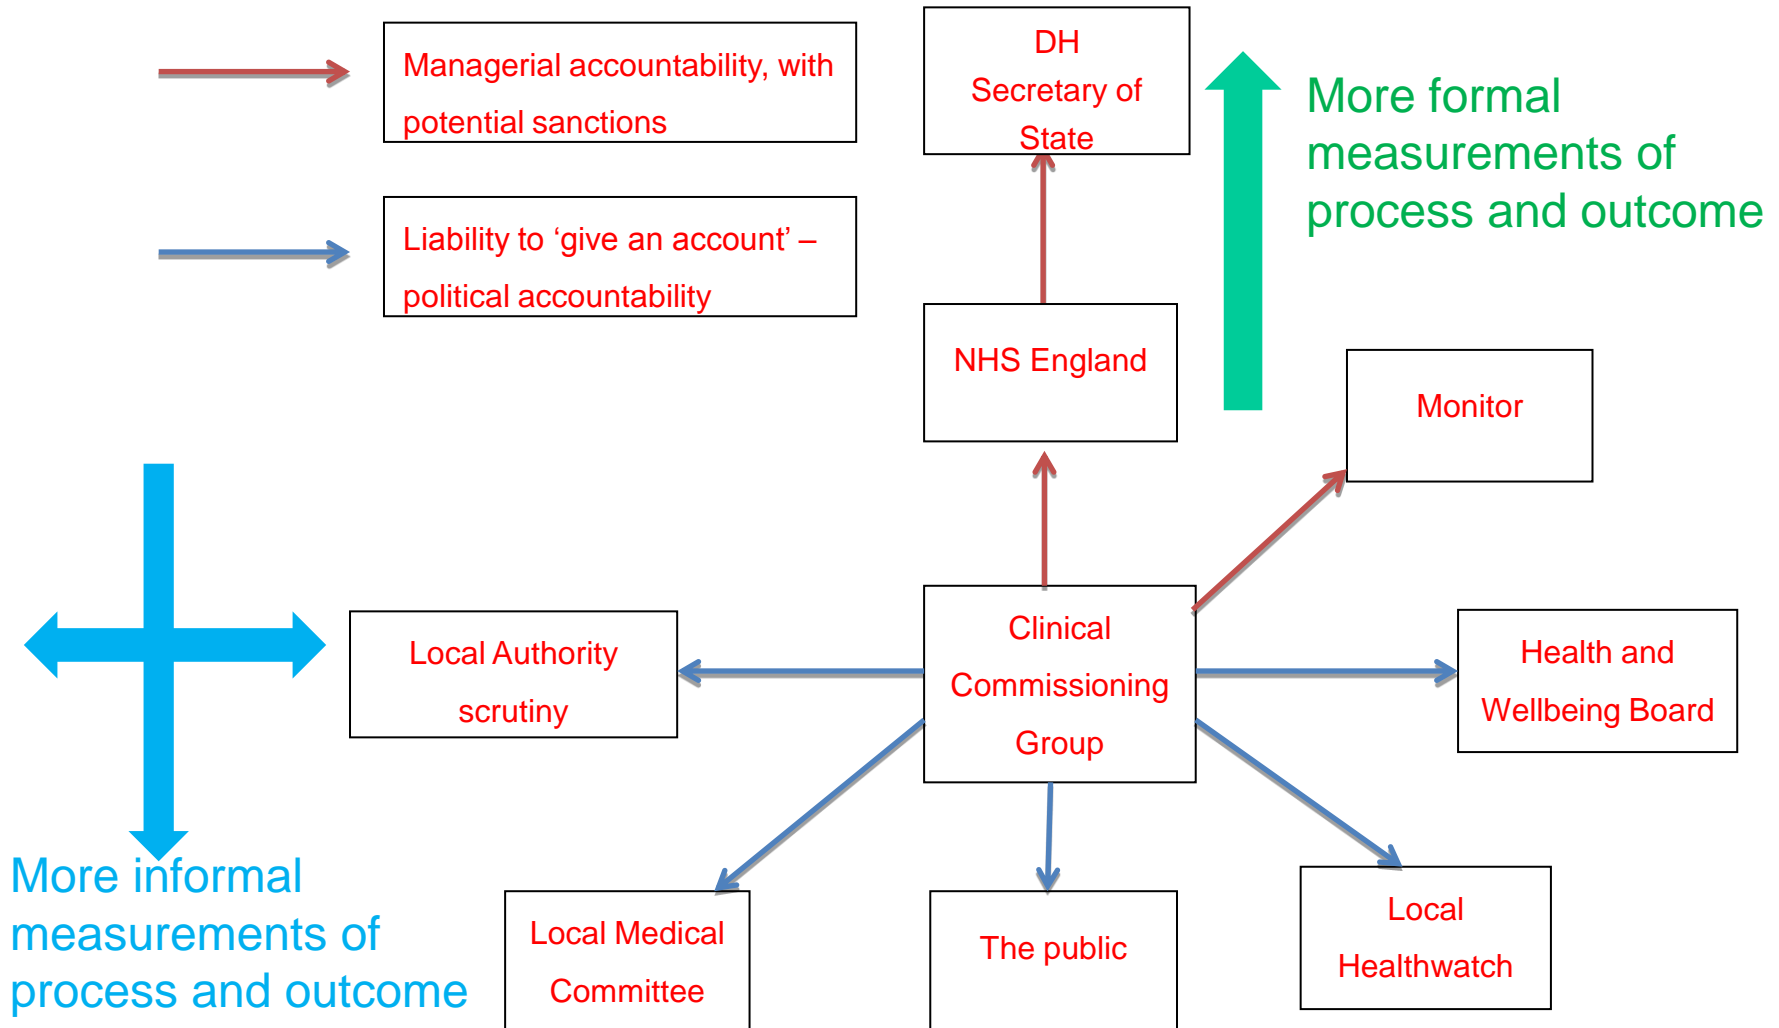 Managerial accountability, with
potential sanctions
DH
Secretary of
State
More formal
measurements of
process and outcome
Liability to ‘give an account’ –
political accountability
NHS England
Monitor
Local Authority
scrutiny
Clinical
Commissioning
Group
Health and
Wellbeing Board
More informal
measurements of
process and outcome
Local Medical
Committee
The public
Local
Healthwatch